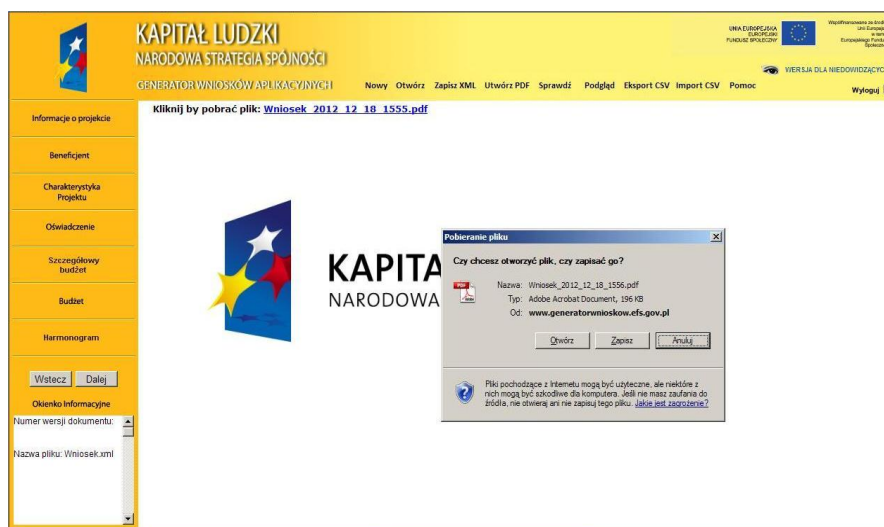 KAPITAŁ LUDZKI
NARODOWA STRATEGIA SPÓJNOŚCI
GENERATOR WNIOSKÓW APLIKACYJNYCH
UNIA EUROPEJSKA
EUROPEJSKI
FUNDUSZ SPOŁECZNY
WERSJA DLA NIEDOWIDZĄCYC
Nowy Otwórz Zapisz XML Utwórz PDF Sprawdź Podgląd Eksport CSV Import CSV Pomoc
Wyloguj
Informacje o projekcie
Beneficjent
Charakterystyka
Projektu
Oświadczenie
Szczegółowy
budżet
Budżet
Harmonogram
Wstecz Dalej
Okienko Informacyjne
Numer wersji dokumentu:
Nazwa pliku: Wniosek.xml
Kliknij by pobrać plik: Wniosek_2012_12_18_1555.pdf
KAPITA
NARODOWA
Pobieranie pliku
Czy chcesz otworzyć plik, czy zapisać go?
Nazwa: Wniosek_2012_12_18_1556.pdf
Typ: Adobe Acrobat Document, 196 KB
Od: www.generatorwnioskow.efs.gov.pl
Otwórz Zapisz Anuluj
Pliki pochodzące z Internetu mogą być użyteczne, ale niektóre z
nich mogą być szkodliwe dla komputera. Jeśli nie masz zaufania do
źródła, nie otwieraj ani nie zapisuj tego pliku. Jakie jest zagrożenie?